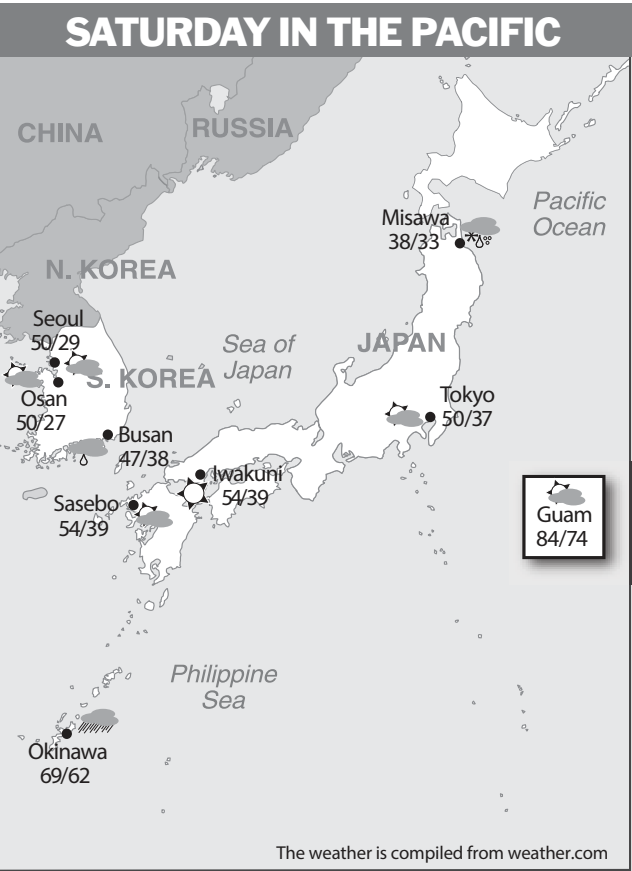 SATURDAY IN THE PACIFIC
CHINA
RUSSIA
Pacific
Ocean
Misawa
38/33
N. KOREA
Seoul
50/29
Sea of
Japan
JAPAN
S. KOREA
Osan
50/27
Tokyo
50/37
Busan
47/38
Iwakuni
54/39
Sasebo
54/39
Guam
84/74
Philippine
Sea
Okinawa
69/62
The weather is compiled from weather.com